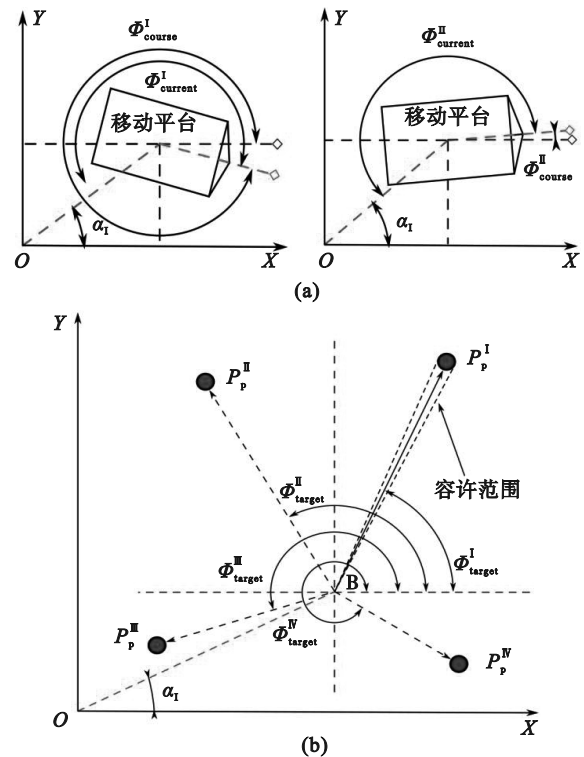 Y
Y
Φ^Ⅰ_course
Φ^Ⅱ_current
Φ^Ⅰ_current
移动平台
移动平台
Φ^Ⅱ_course
α_Ⅰ
α_Ⅰ
O
X
O
X
(a)
Y
P_p^Ⅰ
P_p^Ⅱ
容许范围
Φ^Ⅱ_target
Φ^Ⅲ_target
B
Φ^Ⅰ_target
Φ^Ⅳ_target
P_p^Ⅲ
P_p^Ⅳ
α_Ⅰ
O
X
(b)